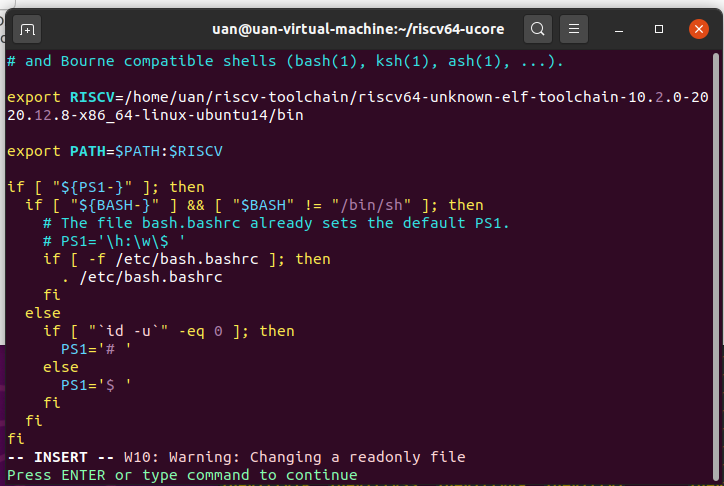 uan@uan-virtual-machine:~/riscv64-ucore
# and Bourne compatible shells (bash(1), ksh(1), ash(1), ...).
export RISCV=/home/uan/riscv-toolchain/riscv64-unknown-elf-toolchain-10.2.0-20
20.12.8-x86_64-linux-ubuntu14/bin
export PATH=$PATH:$RISCV
if [ "${PS1-}" ]; then
  if [ "${BASH-}" ] && [ "$BASH" != "/bin/sh" ]; then
    # The file bash.bashrc already sets the default PS1.
    # PS1='\h:\w\$ '
    if [ -f /etc/bash.bashrc ]; then
      . /etc/bash.bashrc
    fi
  else
    if [ "`id -u`" -eq 0 ]; then
      PS1='# '
    else
      PS1='$ '
    fi
  fi
fi
-- INSERT -- W10: Warning: Changing a readonly file
Press ENTER or type command to continue